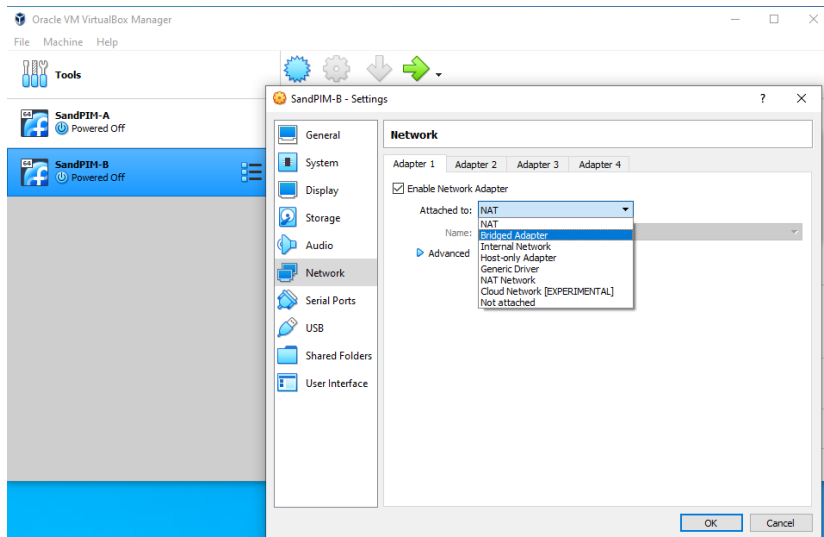 Oracle VM VirtualBox Manager
File Machine Help
Tools
SandPIM-A
Powered Off
SandPIM-B
Powered Off
SandPIM-B - Settings
General
System
Display
Storage
Audio
Network
Serial Ports
USB
Shared Folders
User Interface
Network
Adapter 1 Adapter 2 Adapter 3 Adapter 4
Enable Network Adapter
Attached to: NAT
Name:
Advanced
NAT
Bridged Adapter
Internal Network
Host-only Adapter
Generic Driver
NAT Network
Cloud Network [EXPERIMENTAL]
Not attached
OK Cancel